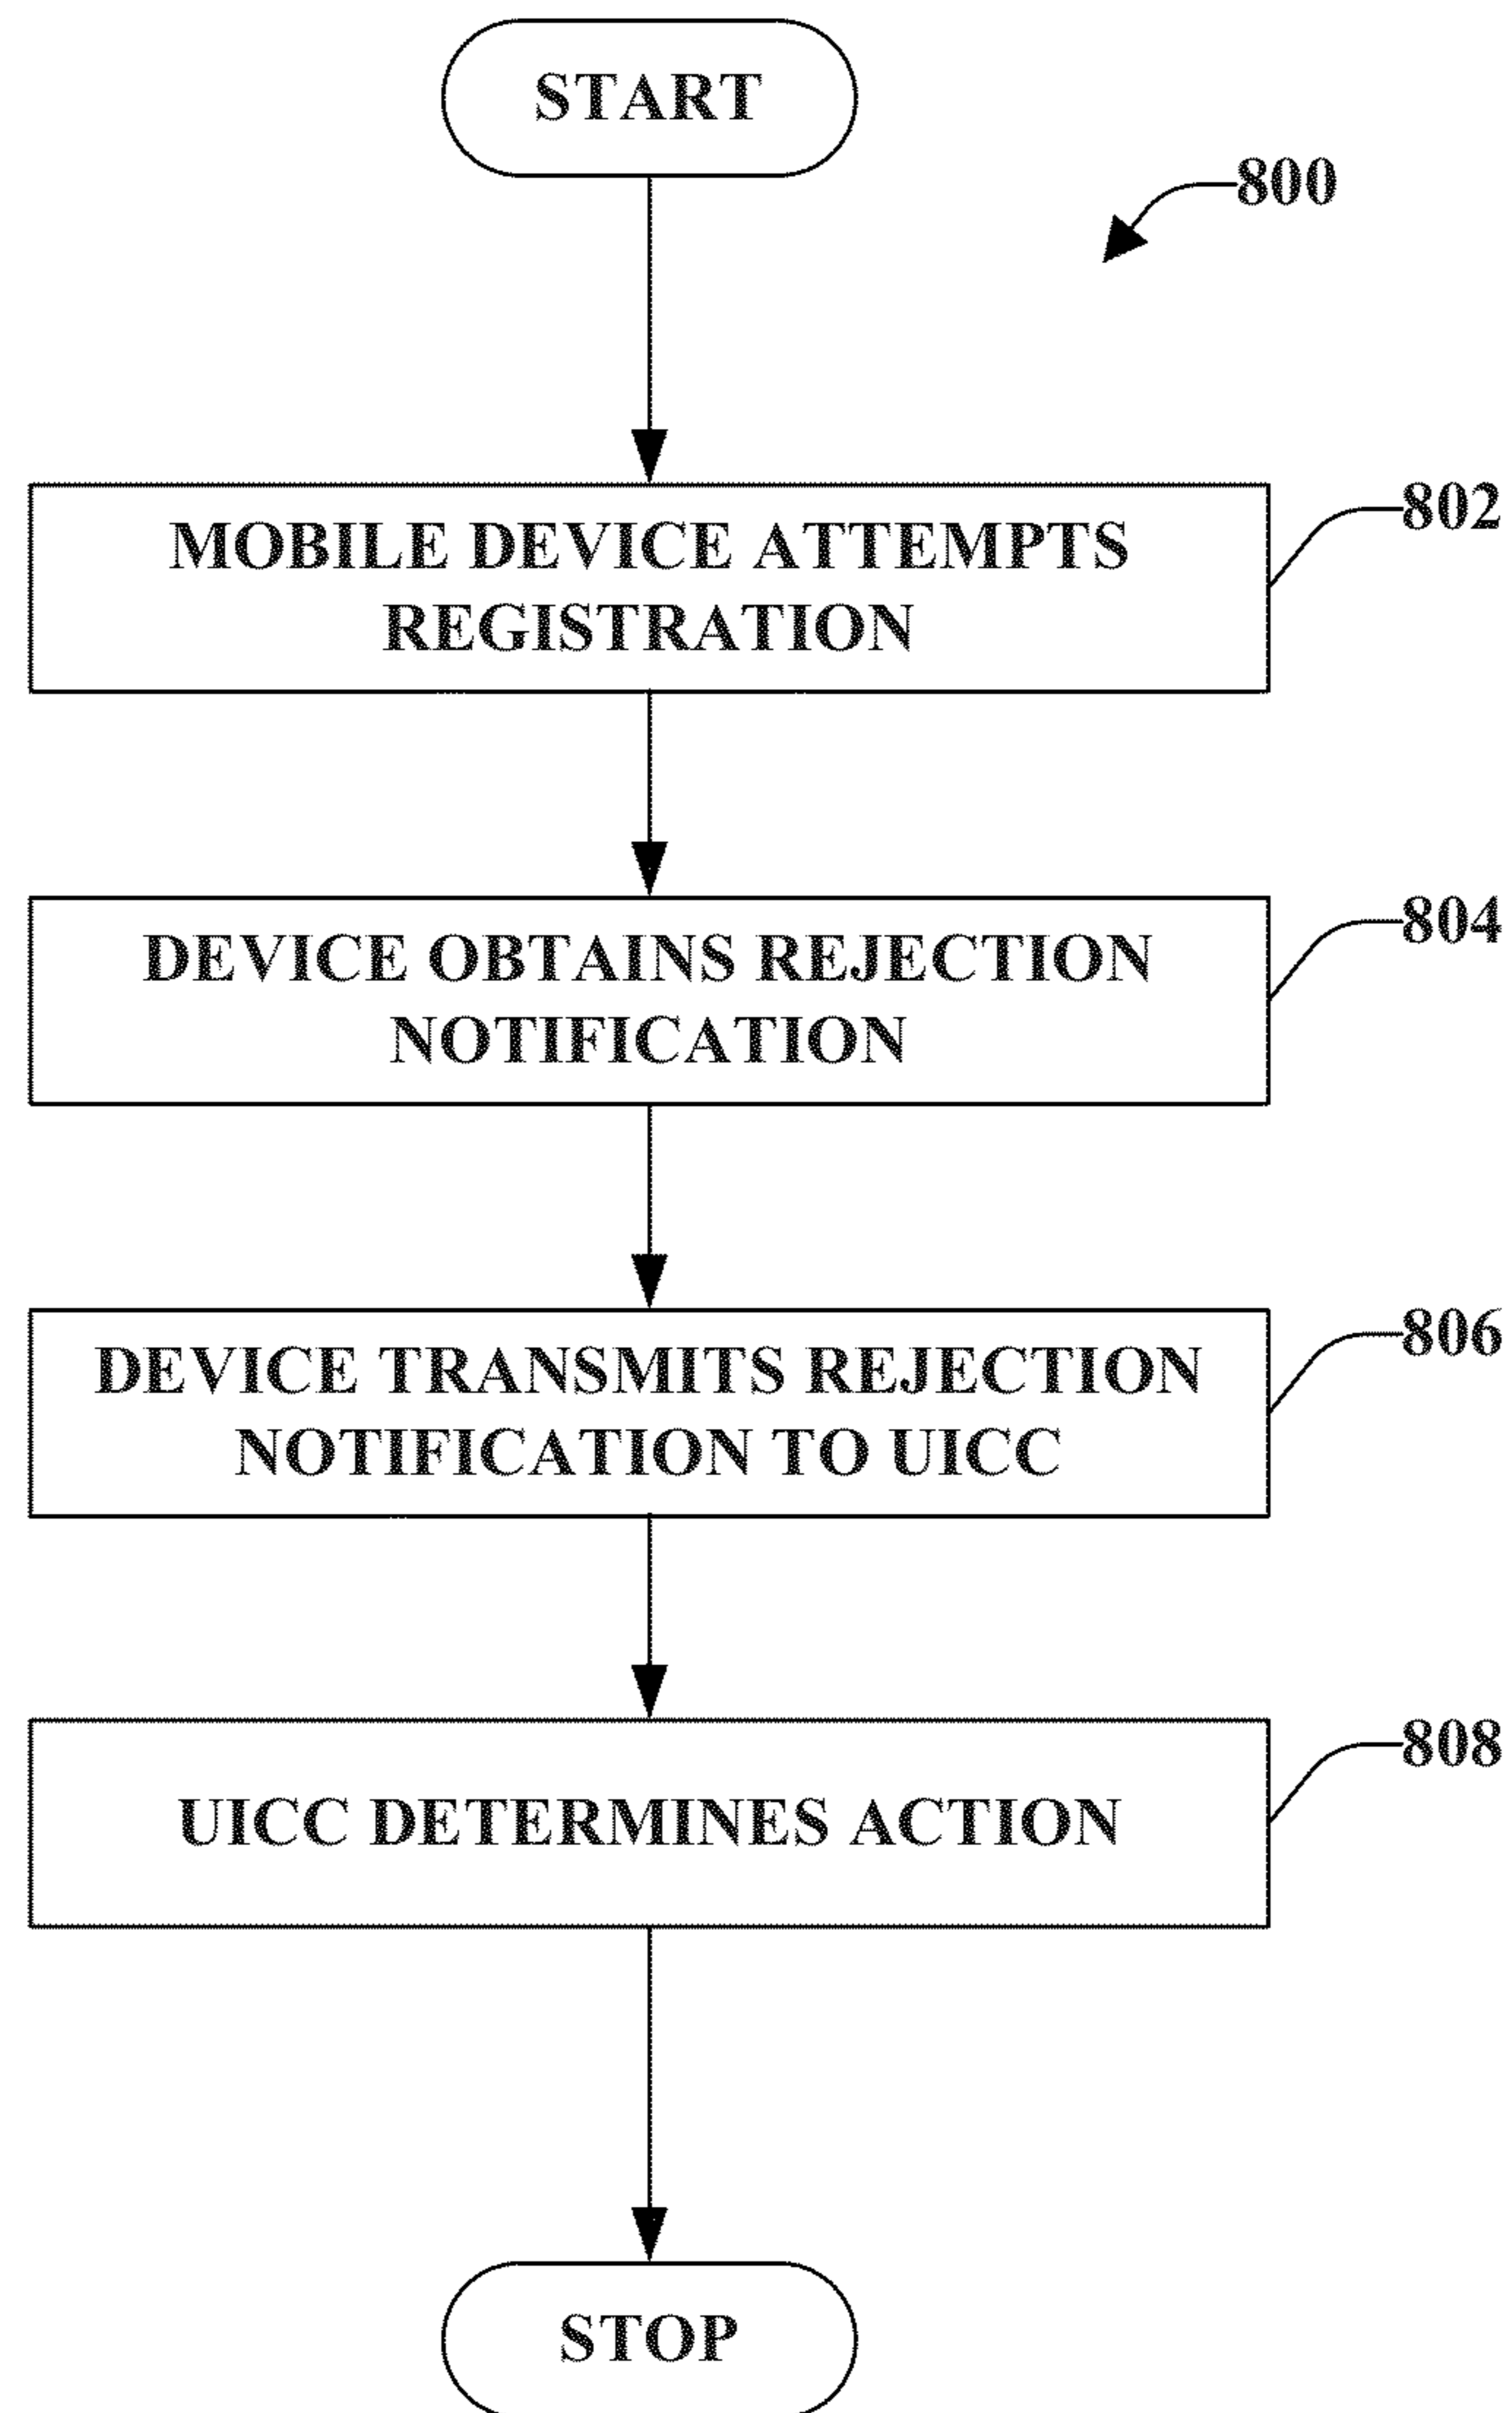 START
800
MOBILE DEVICE ATTEMPTS
REGISTRATION
802
DEVICE OBTAINS REJECTION
NOTIFICATION
804
DEVICE TRANSMITS REJECTION
NOTIFICATION TO UICC
806
UICC DETERMINES ACTION
808
STOP